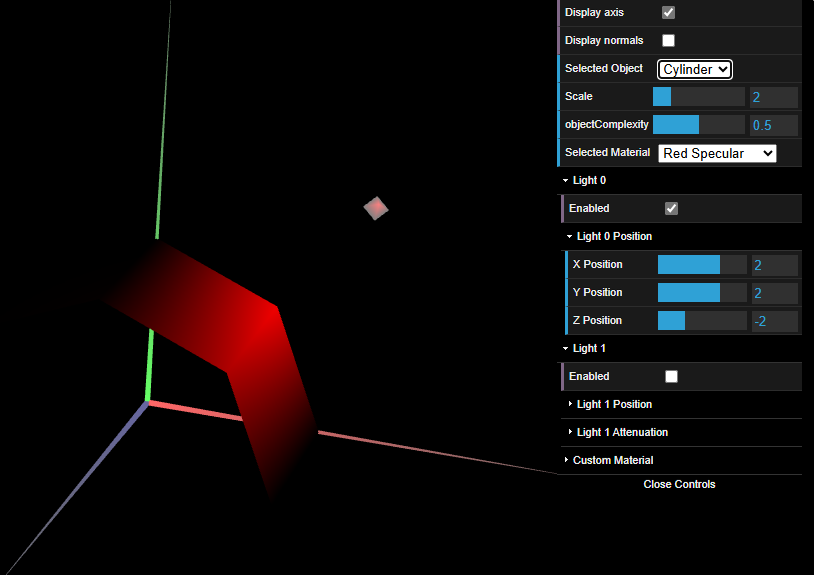 Display axis
Display normals
Selected Object Cylinder
Scale 2
objectComplexity 0.5
Selected Material Red Specular
Light 0
Enabled
Light 0 Position
X Position 2
Y Position 2
Z Position -2
Light 1
Enabled
Light 1 Position
Light 1 Attenuation
Custom Material
Close Controls